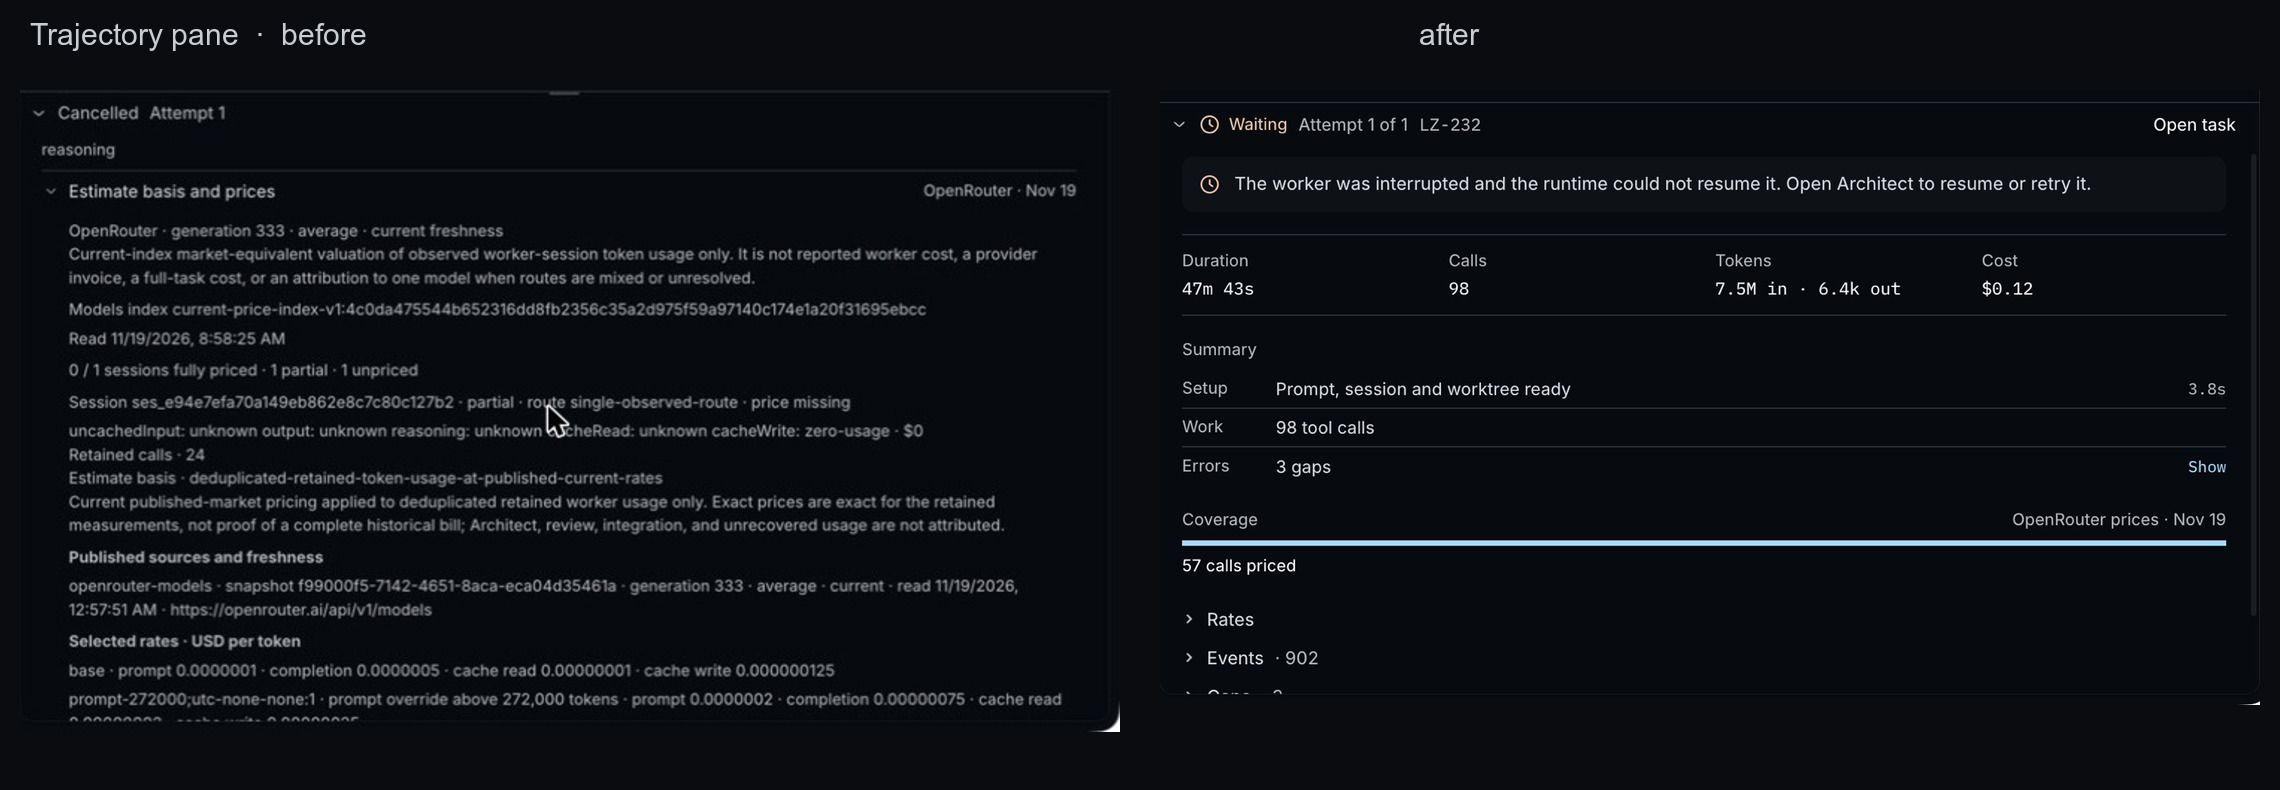 Trajectory pane · before
after
Cancelled Attempt 1
reasoning
Estimate basis and prices
OpenRouter · Nov 19
OpenRouter · generation 333 · average · current freshness
Current-index market-equivalent valuation of observed worker-session token usage only. It is not reported worker cost, a provider
invoice, a full-task cost, or an attribution to one model when routes are mixed or unresolved.
Models index current-price-index-v1:4c0da475544b652316dd8fb2356c35a2d975f59a97140c174e1a20f31695ebcc
Read 11/19/2026, 8:58:25 AM
0 / 1 sessions fully priced · 1 partial · 1 unpriced
Session ses_e94e7efa70a149eb862e8c7c80c127b2 · partial · route single-observed-route · price missing
uncachedInput: unknown output: unknown reasoning: unknown cheRead: unknown cacheWrite: zero-usage · $0
Retained calls · 24
Estimate basis · deduplicated-retained-token-usage-at-published-current-rates
Current published-market pricing applied to deduplicated retained worker usage only. Exact prices are exact for the retained
measurements, not proof of a complete historical bill; Architect, review, integration, and unrecovered usage are not attributed.
Published sources and freshness
openrouter-models · snapshot f99000f5-7142-4651-8aca-eca04d35461a · generation 333 · average · current · read 11/19/2026,
12:57:51 AM · https://openrouter.ai/api/v1/models
Selected rates · USD per token
base · prompt 0.0000001 · completion 0.0000005 · cache read 0.00000001 · cache write 0.000000125
prompt-272000;utc-none-none:1 · prompt override above 272,000 tokens · prompt 0.0000002 · completion 0.00000075 · cache read
Waiting Attempt 1 of 1 LZ-232
Open task
The worker was interrupted and the runtime could not resume it. Open Architect to resume or retry it.
Duration Calls Tokens Cost
47m 43s 98 7.5M in · 6.4k out $0.12
Summary
Setup Prompt, session and worktree ready 3.8s
Work 98 tool calls
Errors 3 gaps Show
Coverage OpenRouter prices · Nov 19
57 calls priced
Rates
Events · 902